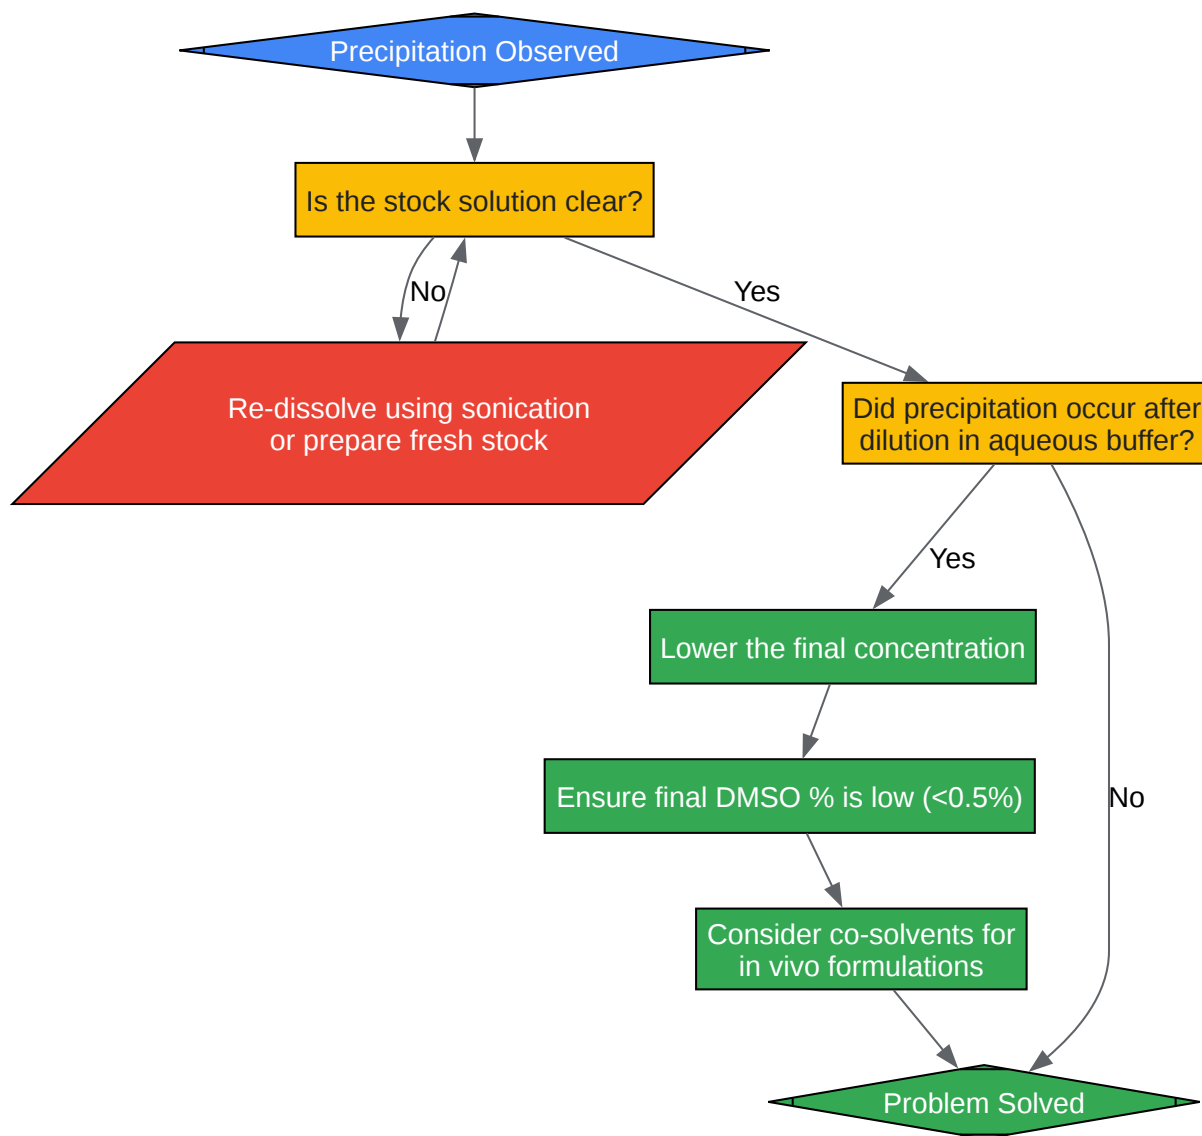 Precipitation Observed
Is the stock solution clear?
No
Yes
Re-dissolve using sonication
or prepare fresh stock
Did precipitation occur after
dilution in aqueous buffer?
Yes
Lower the final concentration
Ensure final DMSO % is low (<0.5%)
No
Consider co-solvents for
in vivo formulations
Problem Solved